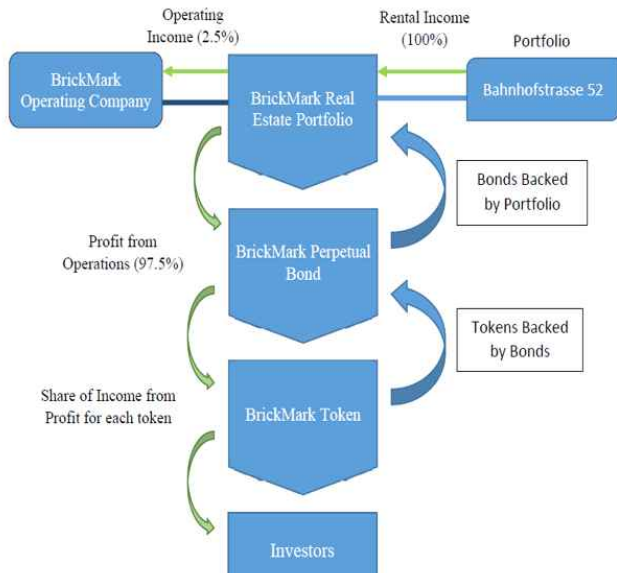 Operating
Income (2.5%)
Rental Income
(100%)
Portfolio
BrickMark
Operating Company
BrickMark Real
Estate Portfolio
Bahnhofstrasse 52
Bonds Backed
by Portfolio
Profit from
Operations (97.5%)
BrickMark Perpetual
Bond
Tokens Backed
by Bonds
Share of Income from
Profit for each token
BrickMark Token
Investors